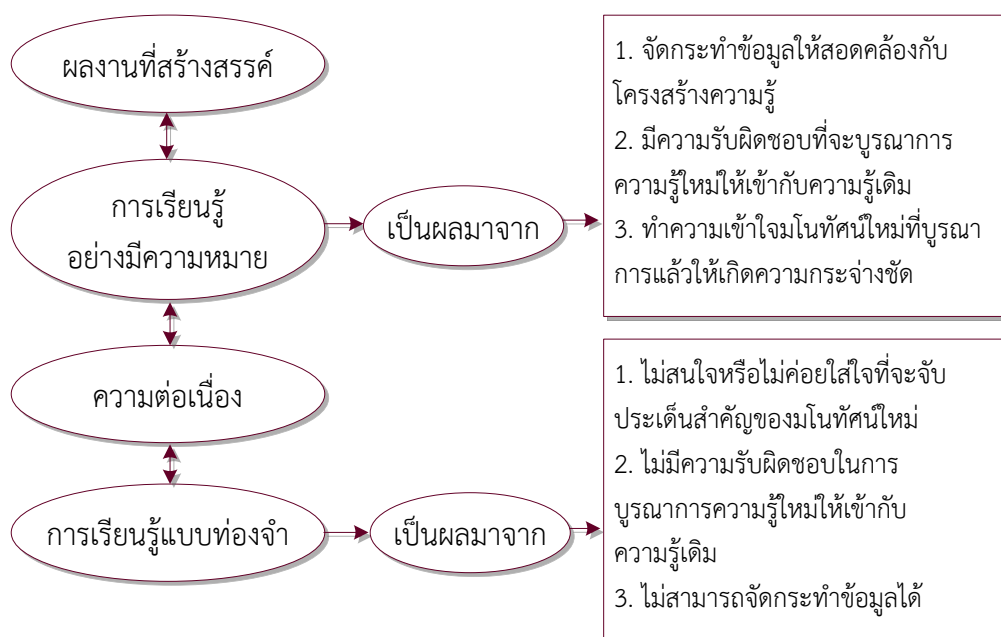 ผลงานที่สร้างสรรค์
การเรียนรู้
อย่างมีความหมาย
เป็นผลมาจาก
1. จัดกระทำข้อมูลให้สอดคล้องกับ
โครงสร้างความรู้
2. มีความรับผิดชอบที่จะบูรณาการ
ความรู้ใหม่ให้เข้ากับความรู้เดิม
3. ทำความเข้าใจมโนทัศน์ใหม่ที่บูรณา
การแล้วให้เกิดความกระจ่างชัด
ความต่อเนื่อง
การเรียนรู้แบบท่องจำ
เป็นผลมาจาก
1. ไม่สนใจหรือไม่ค่อยใส่ใจที่จะจับ
ประเด็นสำคัญของมโนทัศน์ใหม่
2. ไม่มีความรับผิดชอบในการ
บูรณาการความรู้ใหม่ให้เข้ากับ
ความรู้เดิม
3. ไม่สามารถจัดกระทำข้อมูลได้